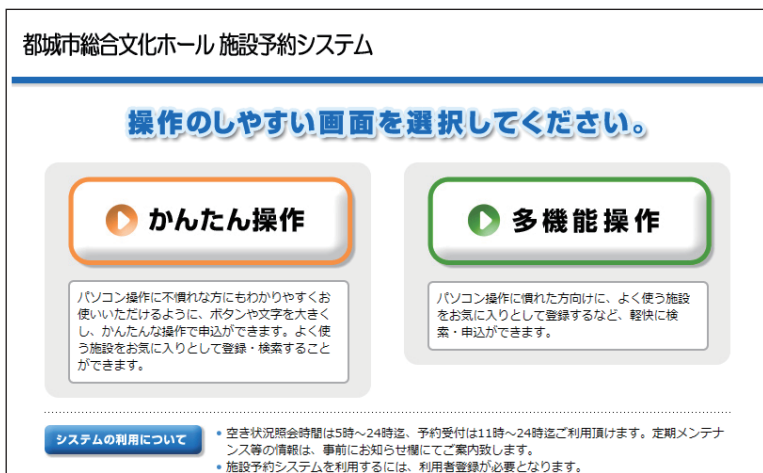 都城市総合文化ホール 施設予約システム
操作のしやすい画面を選択してください。
かんたん操作
パソコン操作に不慣れな方にもわかりやすくお
使いいただけるように、ボタンや文字を大きく
し、かんたんな操作で申込ができます。よく使
う施設をお気に入りとして登録・検索すること
ができます。
多機能操作
パソコン操作に慣れた方向けに、よく使う施設
をお気に入りとして登録するなど、軽快に検
索・申込ができます。
システムの利用について
• 空き状況照会時間は5時～24時迄、予約受付は11時～24時迄ご利用頂けます。定期メンテナ
ンス等の情報は、事前にお知らせ欄にてご案内致します。
• 施設予約システムを利用するには、利用者登録が必要となります。